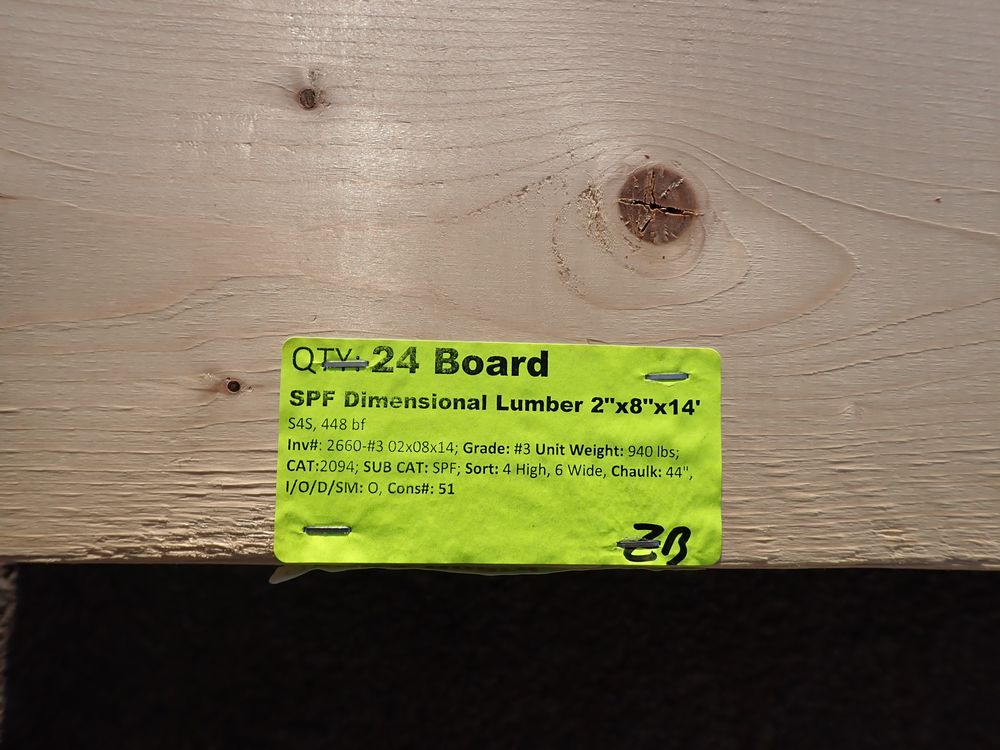 QTY: 24 Board
SPF Dimensional Lumber 2"x8"x14'
S4S, 448 bf
Inv#: 2660-#3 02x08x14; Grade: #3 Unit Weight: 940 lbs;
CAT:2094; SUB CAT: SPF; Sort: 4 High, 6 Wide, Chaulk: 44",
I/O/D/SM: O, Cons#: 51
ZB